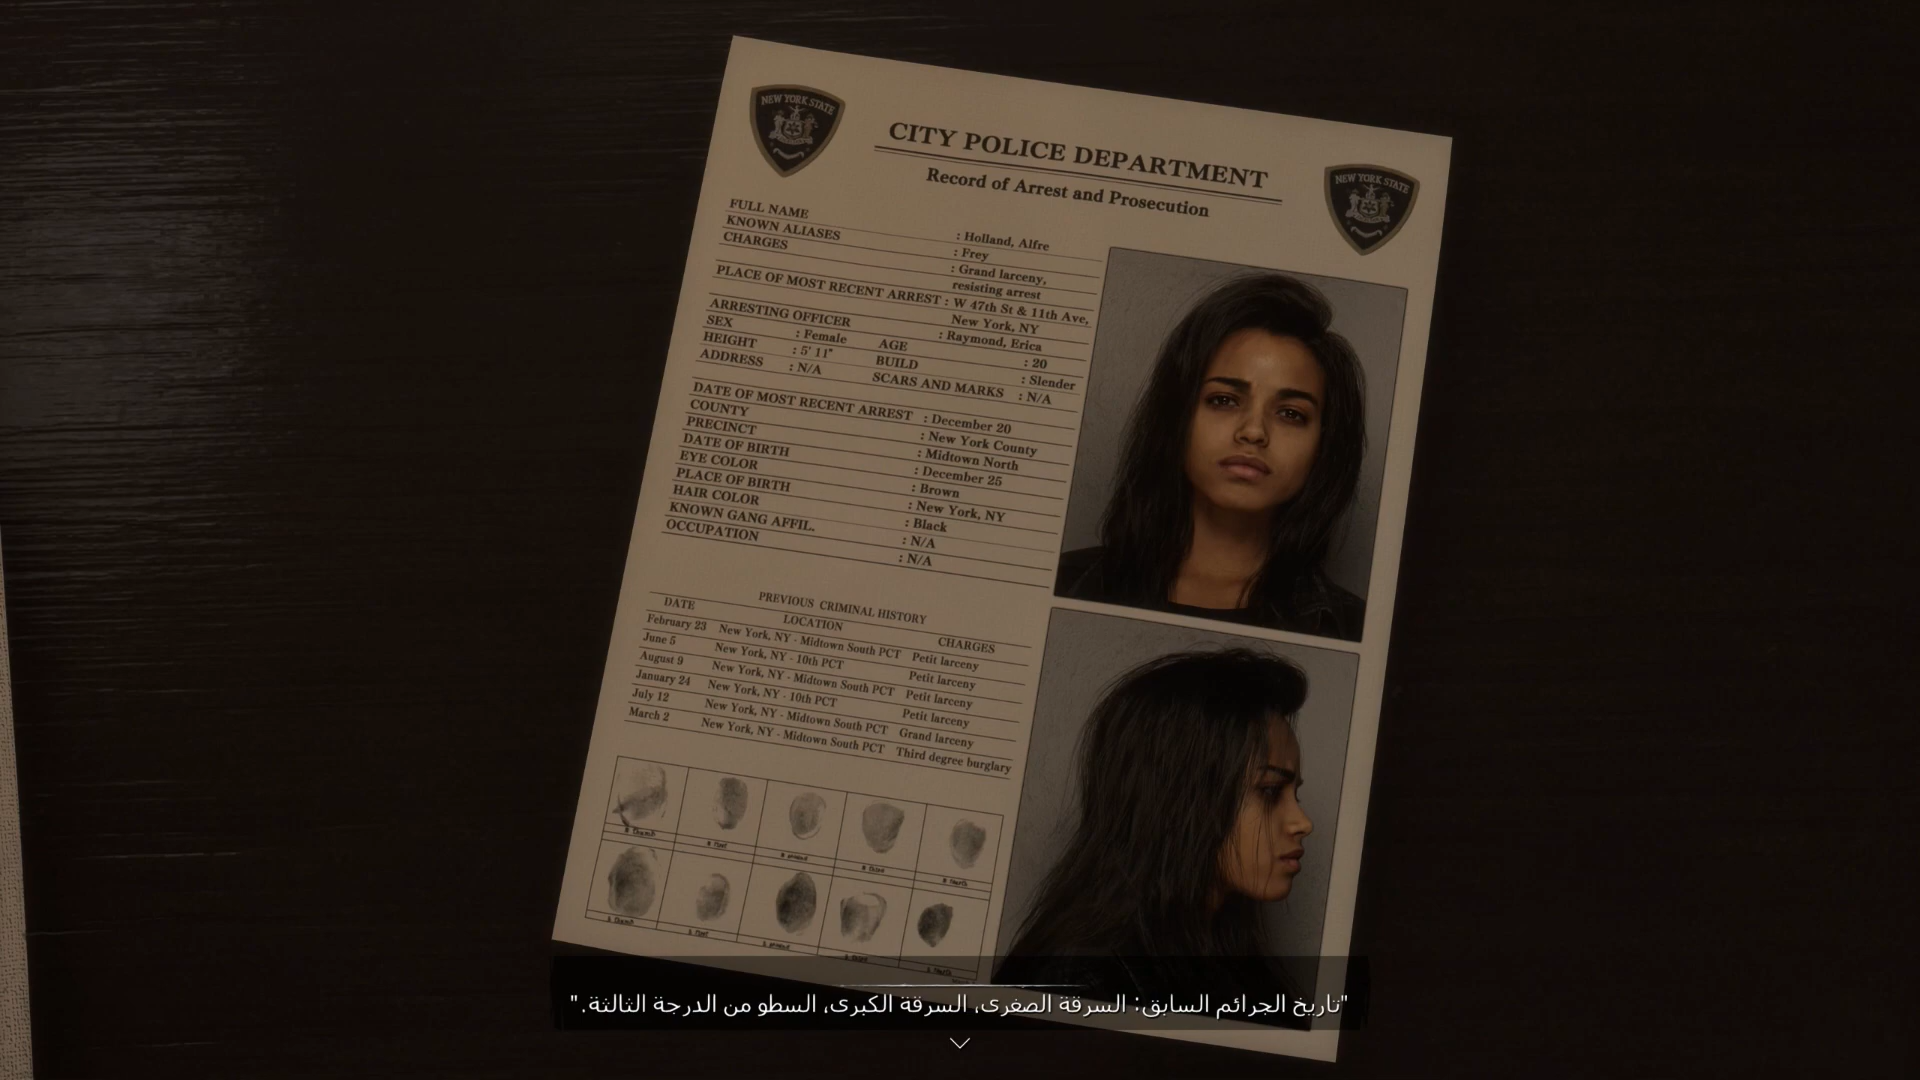 NEW YORK STATE
CITY POLICE DEPARTMENT
Record of Arrest and Prosecution
NEW YORK STATE
FULL NAME : Holland, Alfre
KNOWN ALIASES : Frey
CHARGES : Grand larceny,
resisting arrest
PLACE OF MOST RECENT ARREST : W 47th St & 11th Ave,
New York, NY
ARRESTING OFFICER : Raymond, Erica
SEX : Female AGE : 20
HEIGHT : 5' 11" BUILD : Slender
ADDRESS : N/A SCARS AND MARKS : N/A
DATE OF MOST RECENT ARREST : December 20
COUNTY : New York County
PRECINCT : Midtown North
DATE OF BIRTH : December 25
EYE COLOR : Brown
PLACE OF BIRTH : New York, NY
HAIR COLOR : Black
KNOWN GANG AFFIL. : N/A
OCCUPATION : N/A
PREVIOUS CRIMINAL HISTORY
DATE LOCATION CHARGES
February 23 New York, NY - Midtown South PCT Petit larceny
June 5 New York, NY - 10th PCT Petit larceny
August 9 New York, NY - Midtown South PCT Petit larceny
January 24 New York, NY - 10th PCT Petit larceny
July 12 New York, NY - Midtown South PCT Grand larceny
March 2 New York, NY - Midtown South PCT Third degree burglary
"تاريخ الجرائم السابق: السرقة الصغرى، السرقة الكبرى، السطو من الدرجة الثالثة."